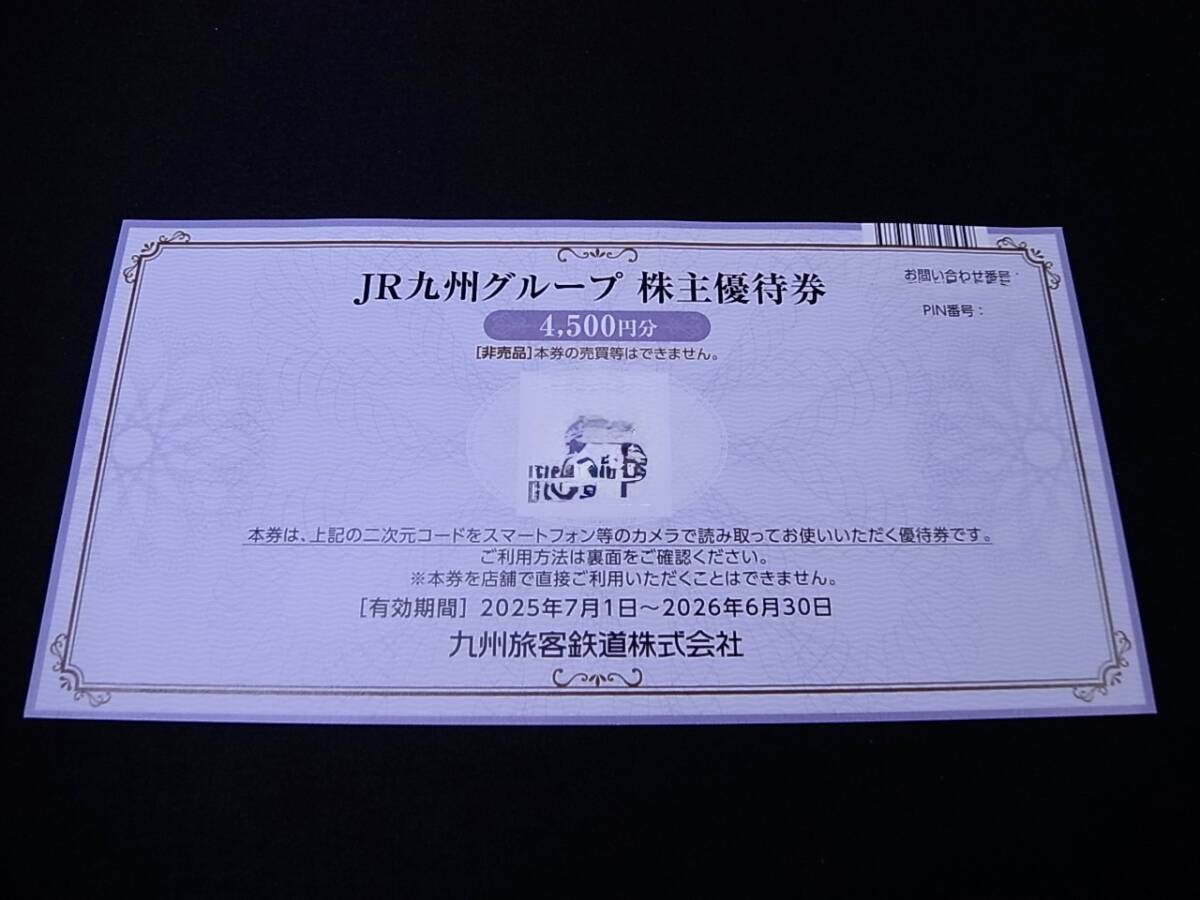 JR九州グループ 株主優待券
4,500円分
[非売品]本券の売買等はできません。
お問い合わせ番号:
PIN番号:
本券は、上記の二次元コードをスマートフォン等のカメラで読み取ってお使いいただく優待券です。
ご利用方法は裏面をご確認ください。
※本券を店舗で直接ご利用いただくことはできません。
[有効期間] 2025年7月1日～2026年6月30日
九州旅客鉄道株式会社